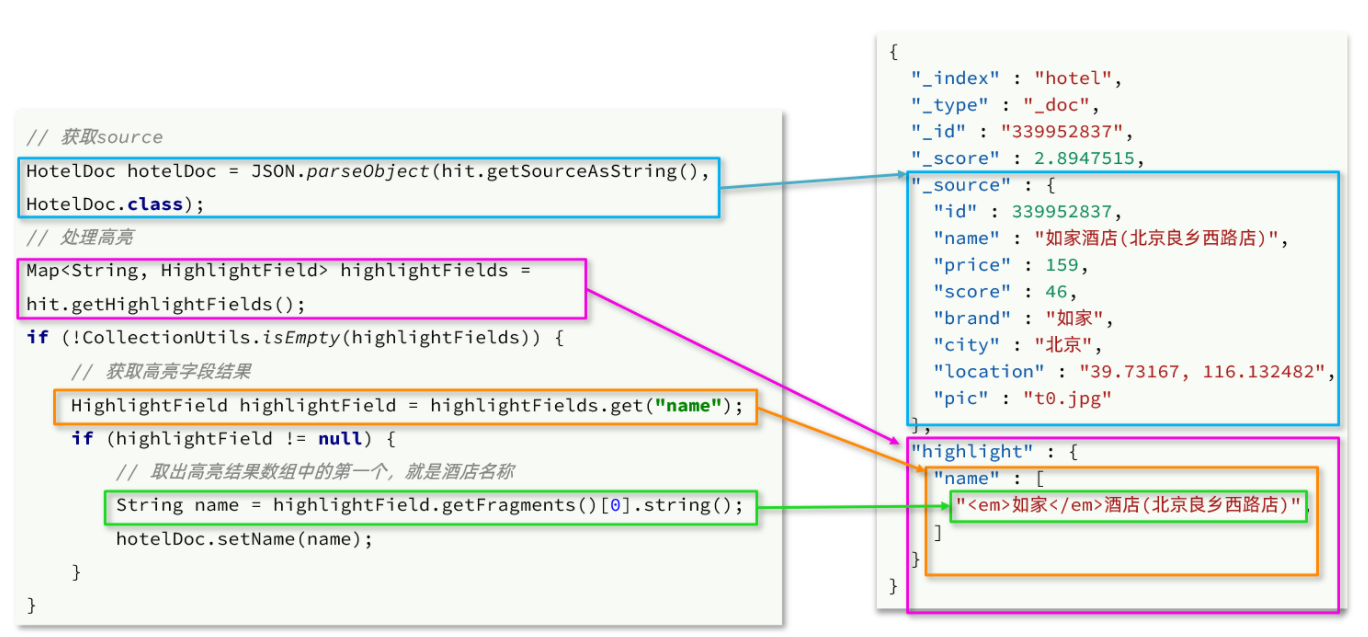 // 获取source
HotelDoc hotelDoc = JSON.parseObject(hit.getSourceAsString(),
HotelDoc.class);
// 处理高亮
Map<String, HighlightField> highlightFields =
hit.getHighlightFields();
if (!CollectionUtils.isEmpty(highlightFields)) {
// 获取高亮字段结果
HighlightField highlightField = highlightFields.get("name");
if (highlightField != null) {
// 取出高亮结果数组中的第一个，就是酒店名称
String name = highlightField.getFragments()[0].string();
hotelDoc.setName(name);
}
}
{
"_index" : "hotel",
"_type" : "_doc",
"_id" : "339952837",
"_score" : 2.8947515,
"_source" : {
"id" : 339952837,
"name" : "如家酒店(北京良乡西路店)",
"price" : 159,
"score" : 46,
"brand" : "如家",
"city" : "北京",
"location" : "39.73167, 116.132482",
"pic" : "t0.jpg"
},
"highlight" : {
"name" : [
"<em>如家</em>酒店(北京良乡西路店)",
]
}
}